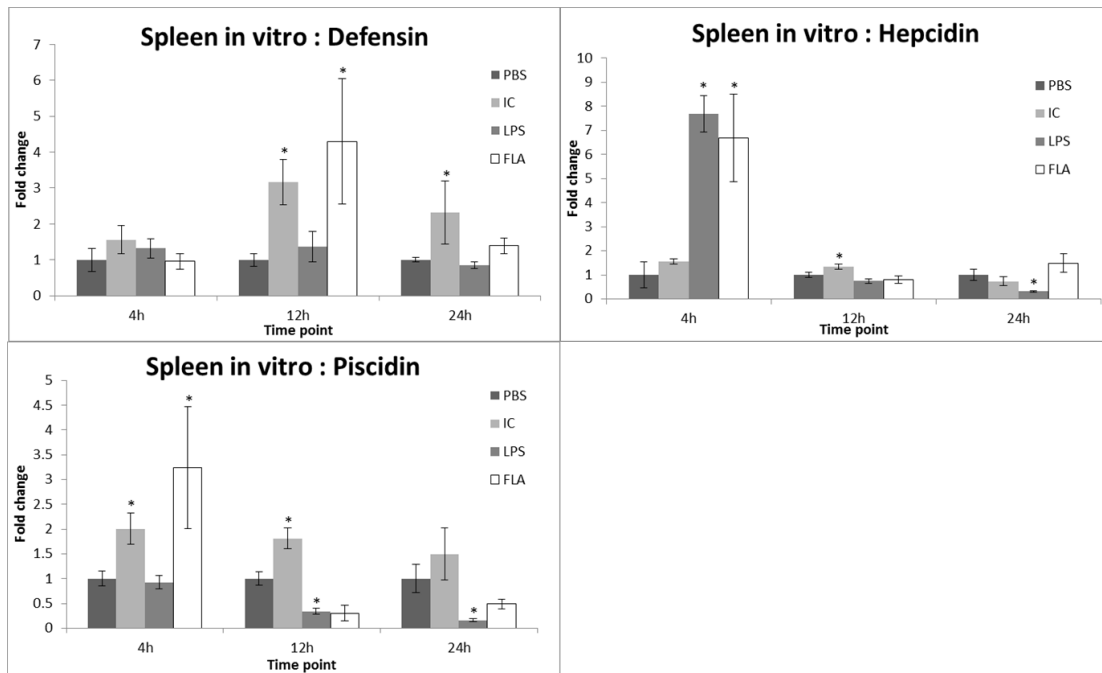 Spleen in vitro : Defensin
7
6
5
4
3
2
1
0
Fold change
* * *
4h 12h 24h
Time point
PBS
IC
LPS
FLA
Spleen in vitro : Hepcidin
10
9
8
7
6
5
4
3
2
1
0
Fold change
* * * *
4h 12h 24h
Time point
PBS
IC
LPS
FLA
Spleen in vitro : Piscidin
5
4.5
4
3.5
3
2.5
2
1.5
1
0.5
0
Fold change
* * * * *
4h 12h 24h
Time point
PBS
IC
LPS
FLA